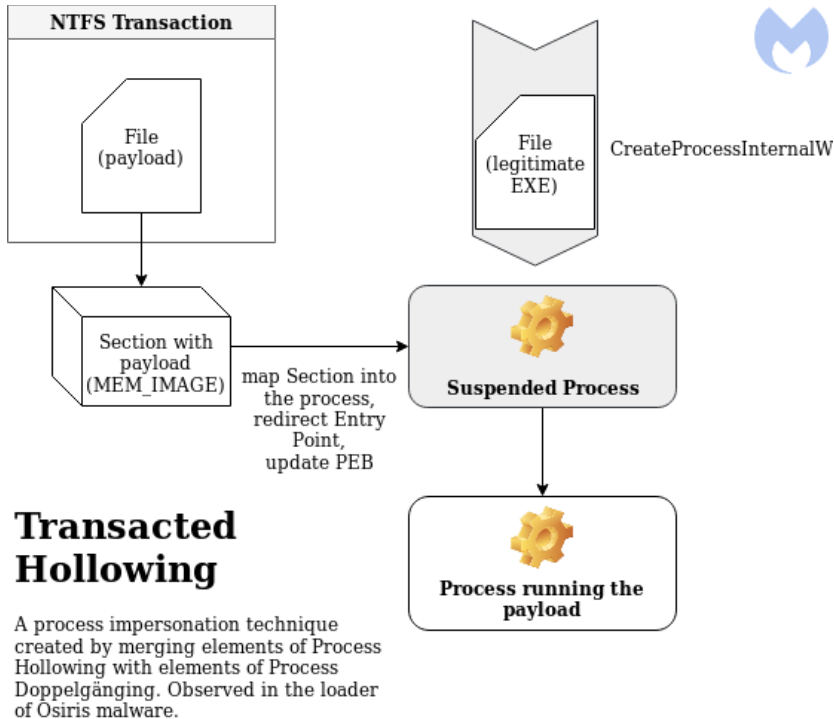 NTFS Transaction
File
(payload)
File
(legitimate
EXE)
CreateProcessInternalW
Section with
payload
(MEM_IMAGE)
map Section into
the process,
redirect Entry
Point,
update PEB
Suspended Process
Process running the
payload
Transacted
Hollowing
A process impersonation technique
created by merging elements of Process
Hollowing with elements of Process
Doppelgänging. Observed in the loader
of Osiris malware.